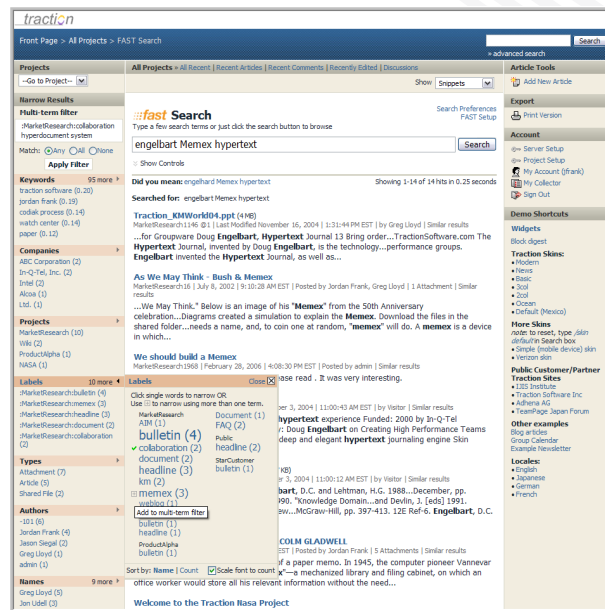 traction
Front Page > All Projects > FAST Search
Search
» advanced search
Projects
--Go to Project--
Narrow Results
Multi-term filter
:MarketResearch:collaboration
hyperdocument system
Match: Any All None
Apply Filter
Keywords 95 more
traction software (0.20)
jordan frank (0.19)
codiak process (0.14)
watch center (0.14)
paper (0.12)
Companies
ABC Corporation (2)
In-Q-Tel, Inc. (2)
Intel (2)
Alcoa (1)
Ltd. (1)
Projects
MarketResearch (10)
Wiki (2)
ProductAlpha (1)
NASA (1)
Labels 10 more
:MarketResearch:bulletin (4)
:MarketResearch:memex (3)
:MarketResearch:headline (3)
:MarketResearch:document (2)
:MarketResearch:collaboration
(2)
Types
Attachment (7)
Article (5)
Shared File (2)
Authors
-101 (6)
Jordan Frank (4)
Jason Siegal (2)
Greg Lloyd (1)
admin (1)
Names 9 more
Greg Lloyd (5)
Jon Udell (3)
All Projects » All Recent | Recent Articles | Recent Comments | Recently Edited | Discussions
Show Snippets
fast Search
Search Preferences
FAST Setup
Type a few search terms or just click the search button to browse
engelbart Memex hypertext
Search
Show Controls
Did you mean: engelhard Memex hypertext
Showing 1-14 of 14 hits in 0.25 seconds
Searched for: engelbart Memex hypertext
Traction_KMWorld04.ppt (4 MB)
MarketResearch1146 @1 | Last Modified November 16, 2004 | 1:31:44 PM EST | by Greg Lloyd | Similar results
...for Groupware Doug Engelbart, Hypertext Journal 13 Bring order...TractionSoftware.com The
Hypertext Journal, invented by Doug Engelbart, is the technology...performance groups.
Engelbart invented the Hypertext Journal, as well as...
As We May Think - Bush & Memex
MarketResearch16 | July 8, 2002 | 9:10:28 AM EST | Posted by Jordan Frank, Greg Lloyd | 1 Attachment | Similar
results
...We May Think." Below is an image of his "Memex" from the 50th Anniversary
celebration...Diagrams created a simulation to explain the Memex. Download the files in the
shared folder...needs a name, and, to coin one at random, "memex" will do. A memex is a device
in which...
We should build a Memex
MarketResearch1968 | February 28, 2006 | 4:08:30 PM EST | Posted by admin | Similar results
ase read . It was very interesting.
er 3, 2004 | 11:00:43 AM EST | by Visitor | Similar results
hypertext experience Funded: 2000 by In-Q-Tel
: Doug Engelbart on Creating High Performance Teams
deep and elegant hypertext journaling engine Skin
KB)
er 3, 2004 | 11:00:12 AM EST | by Visitor | Similar results
bart, D.C. and Lehtman, H.G. 1988...December, pp.
90. "Knowledge Domain...and Devlin, J. [eds] 1991.
ew...McGraw-Hill, pp. 397-413. 12E Ref-6. Engelbart, D.C.
COLM GLADWELL
EST | Posted by Jordan Frank | 5 Attachments | Similar results
of a paper memo. In 1945, the computer pioneer Vannevar
x"—a mechanized library and filing cabinet, on which an
office worker would store all his relevant information without the need...
Welcome to the Traction Nasa Project
Labels Close
Click single words to narrow OR
Use to narrow using more than one term.
MarketResearch
AIM (1)
bulletin (4)
collaboration (2)
document (2)
headline (3)
km (2)
memex (3)
weblog (1)
Add to multi-term filter
bulletin (1)
headline (1)
ProductAlpha
bulletin (1)
Document (1)
FAQ (2)
Public
headline (2)
StarCustomer
bulletin (1)
Sort by: Name | Count Scale font to count
Article Tools
Add New Article
Export
Print Version
Account
Server Setup
Project Setup
My Account (jfrank)
My Collector
Sign Out
Demo Shortcuts
Widgets
Block digest
Traction Skins:
• Modern
• News
• Basic
• 3col
• 2col
• Ocean
• Default (Mexico)
More Skins
note: to reset, type /skin
default in Search box
• Simple (mobile device) skin
• Verizon skin
Public Customer/Partner
Traction Sites
• IJIS Institute
• Traction Software Inc
• Adhena AG
• TeamPage Japan Forum
Other examples
Blog articles
Group Calendar
Example Newsletter
Locales:
• English
• Japanese
• German
• French